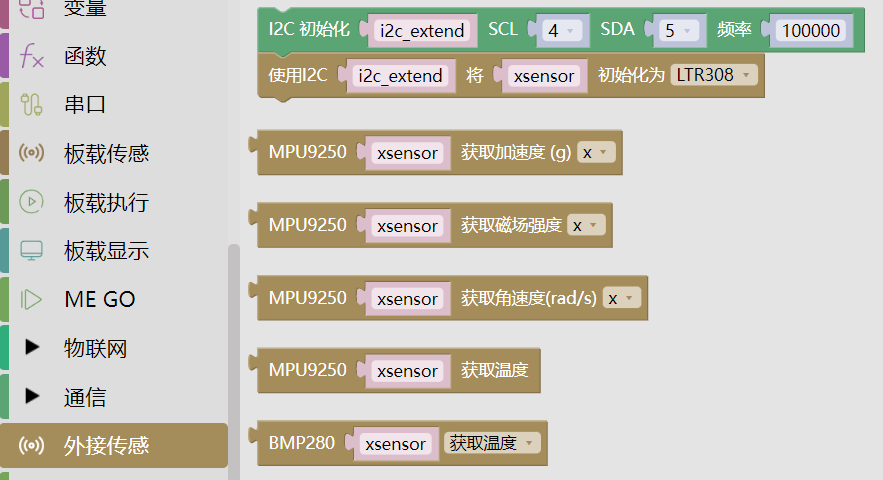 变量
函数
串口
板载传感
板载执行
板载显示
ME GO
物联网
通信
外接传感
I2C 初始化 i2c_extend SCL 4 SDA 5 频率 100000
使用I2C i2c_extend 将 xsensor 初始化为 LTR308
MPU9250 xsensor 获取加速度 (g) x
MPU9250 xsensor 获取磁场强度 x
MPU9250 xsensor 获取角速度(rad/s) x
MPU9250 xsensor 获取温度
BMP280 xsensor 获取温度